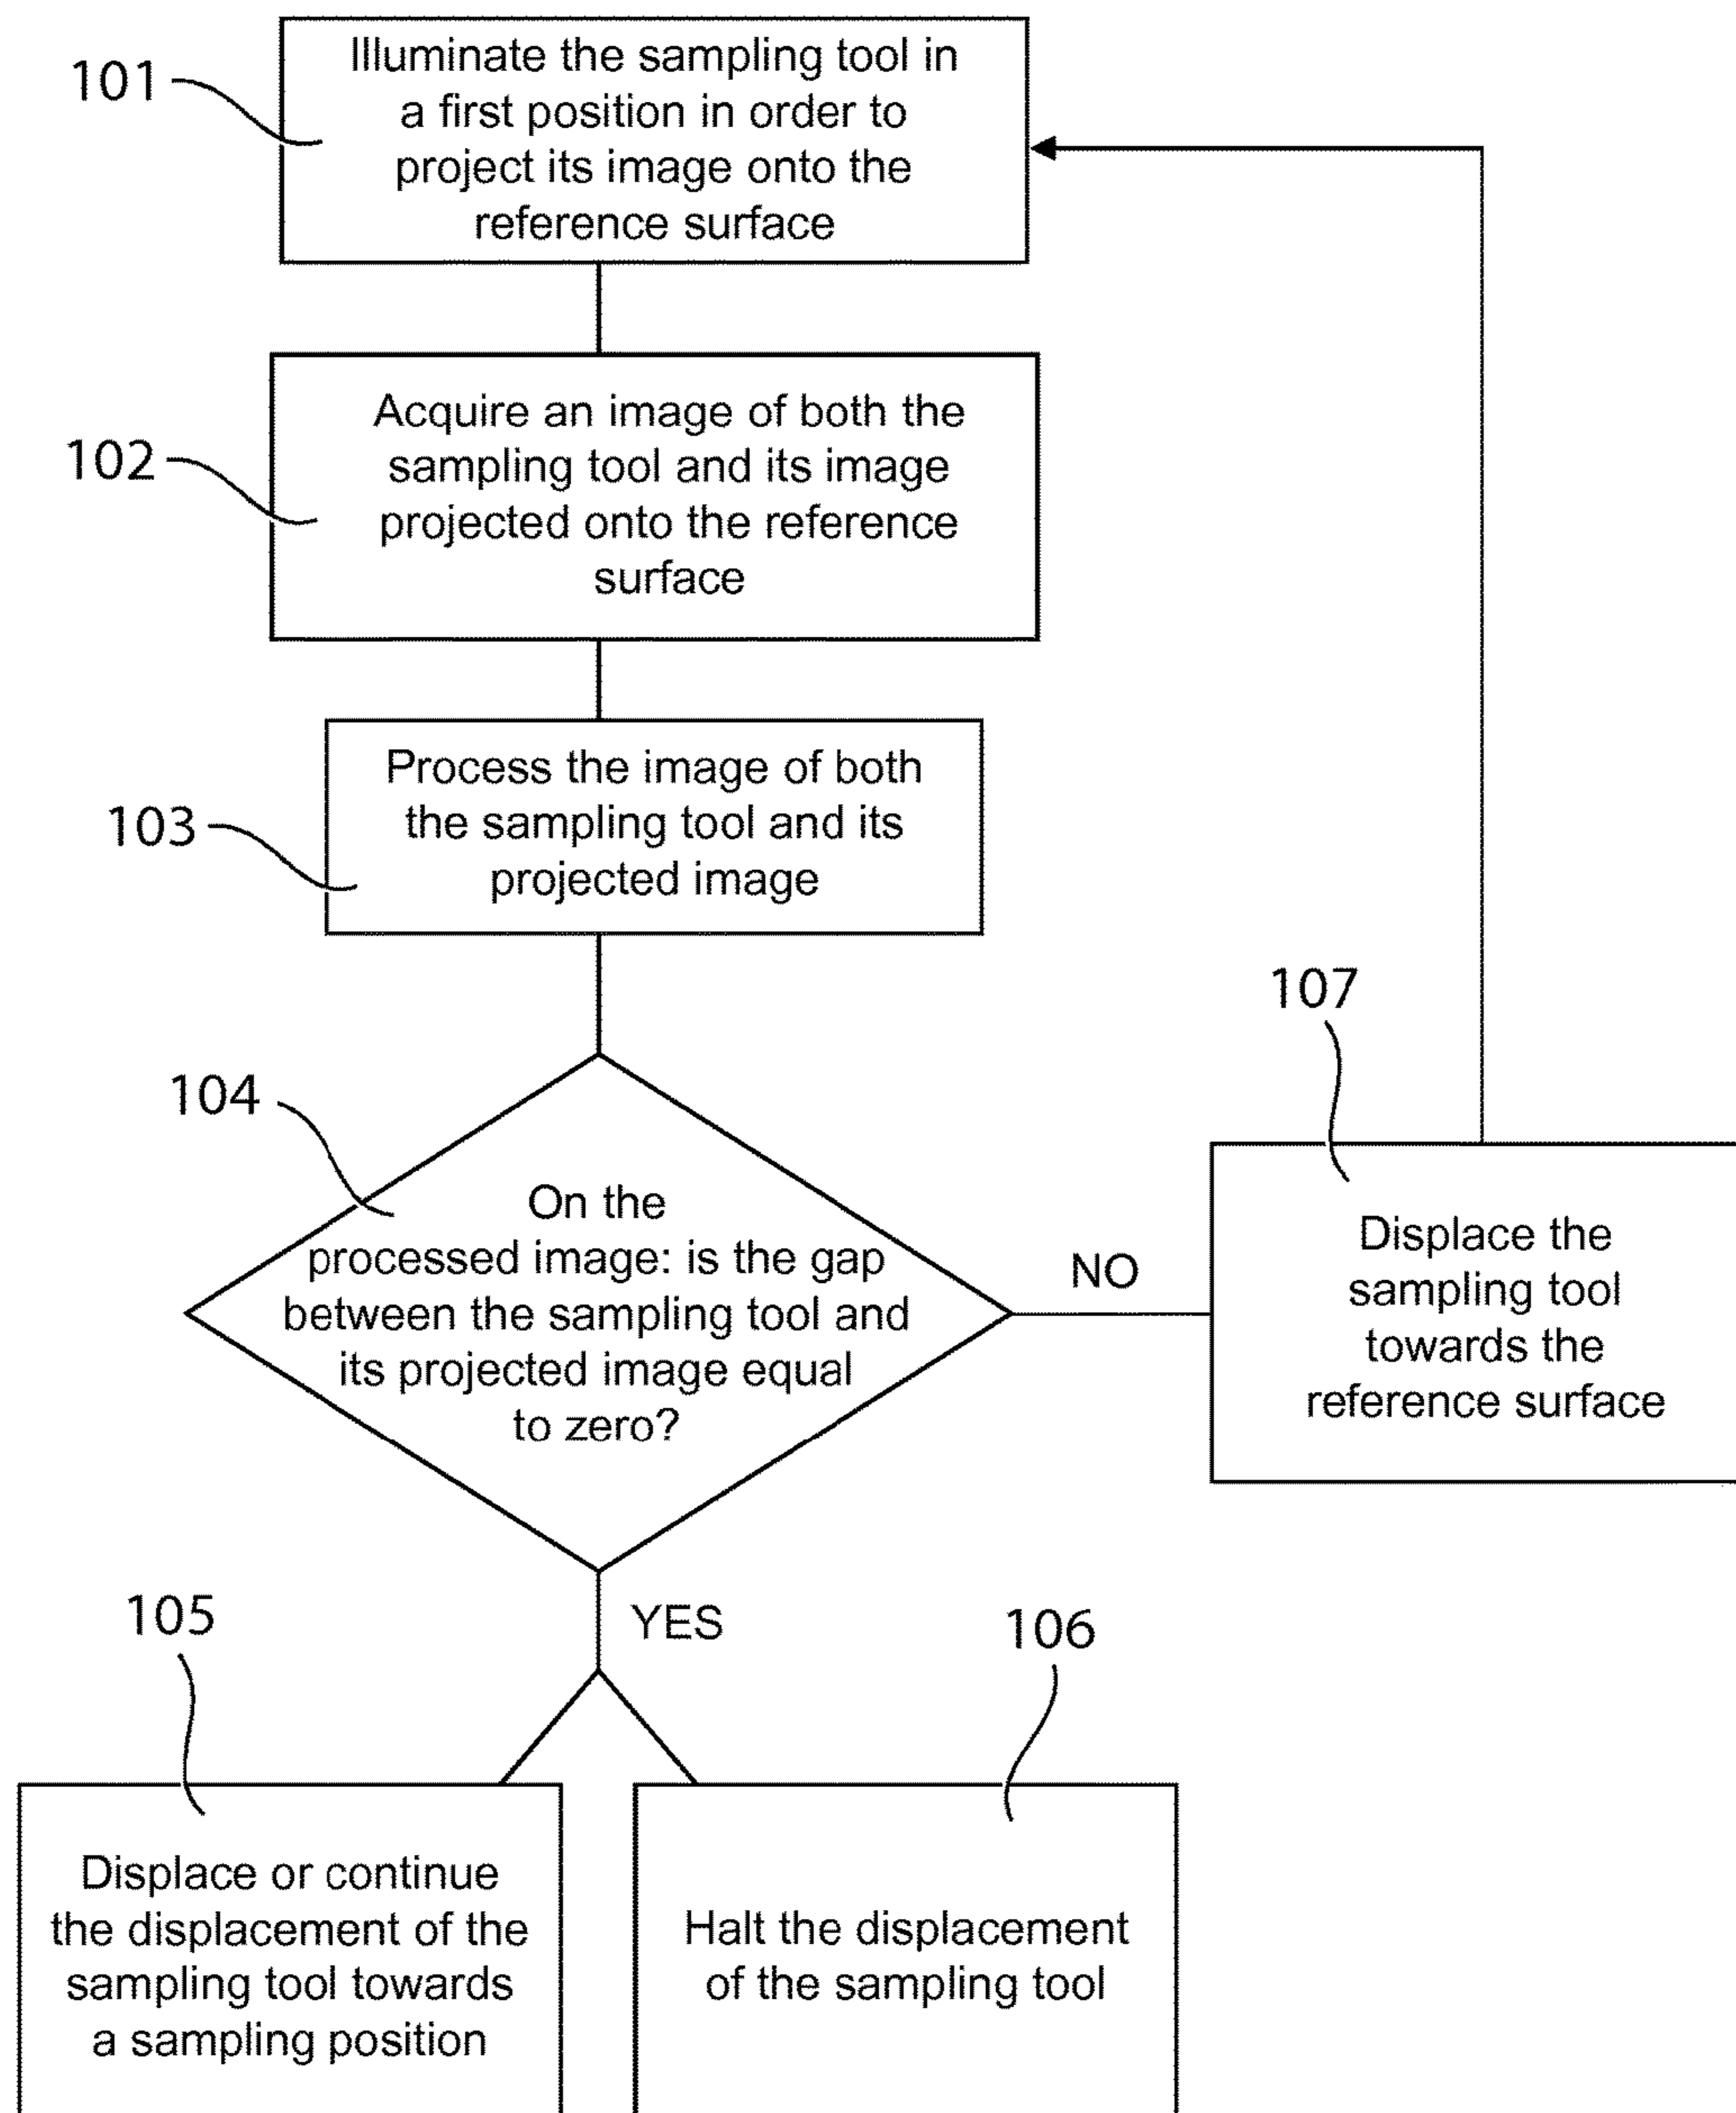 101
Illuminate the sampling tool in
a first position in order to
project its image onto the
reference surface
102
Acquire an image of both the
sampling tool and its image
projected onto the reference
surface
103
Process the image of both
the sampling tool and its
projected image
104
On the
processed image: is the gap
between the sampling tool and
its projected image equal
to zero?
NO
107
Displace the
sampling tool
towards the
reference surface
YES
105
Displace or continue
the displacement of the
sampling tool towards
a sampling position
106
Halt the displacement
of the sampling tool